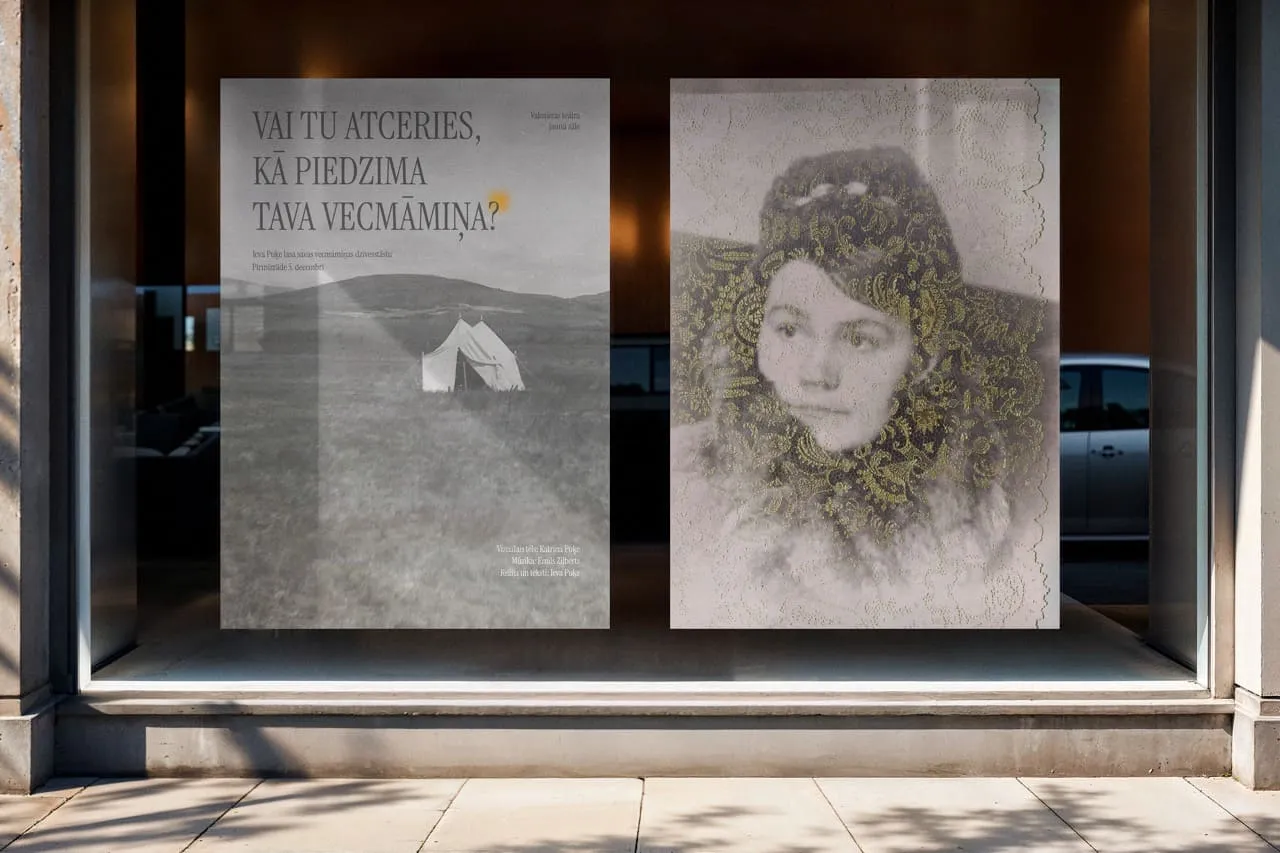 VAI TU ATCERIES,
KĀ PIEDZIMA
TAVA VECMĀMIŅA?
Valmieras teātra
jaunā zāle
Ieva Puķe lasa savas vecmāmiņas dzīvesstāstu
Pirmizrāde 5. decembrī
Vizuālais tēls: Katrīna Puķe
Mūzika: Emīls Zilberts
Režija un teksti: Ieva Puķe